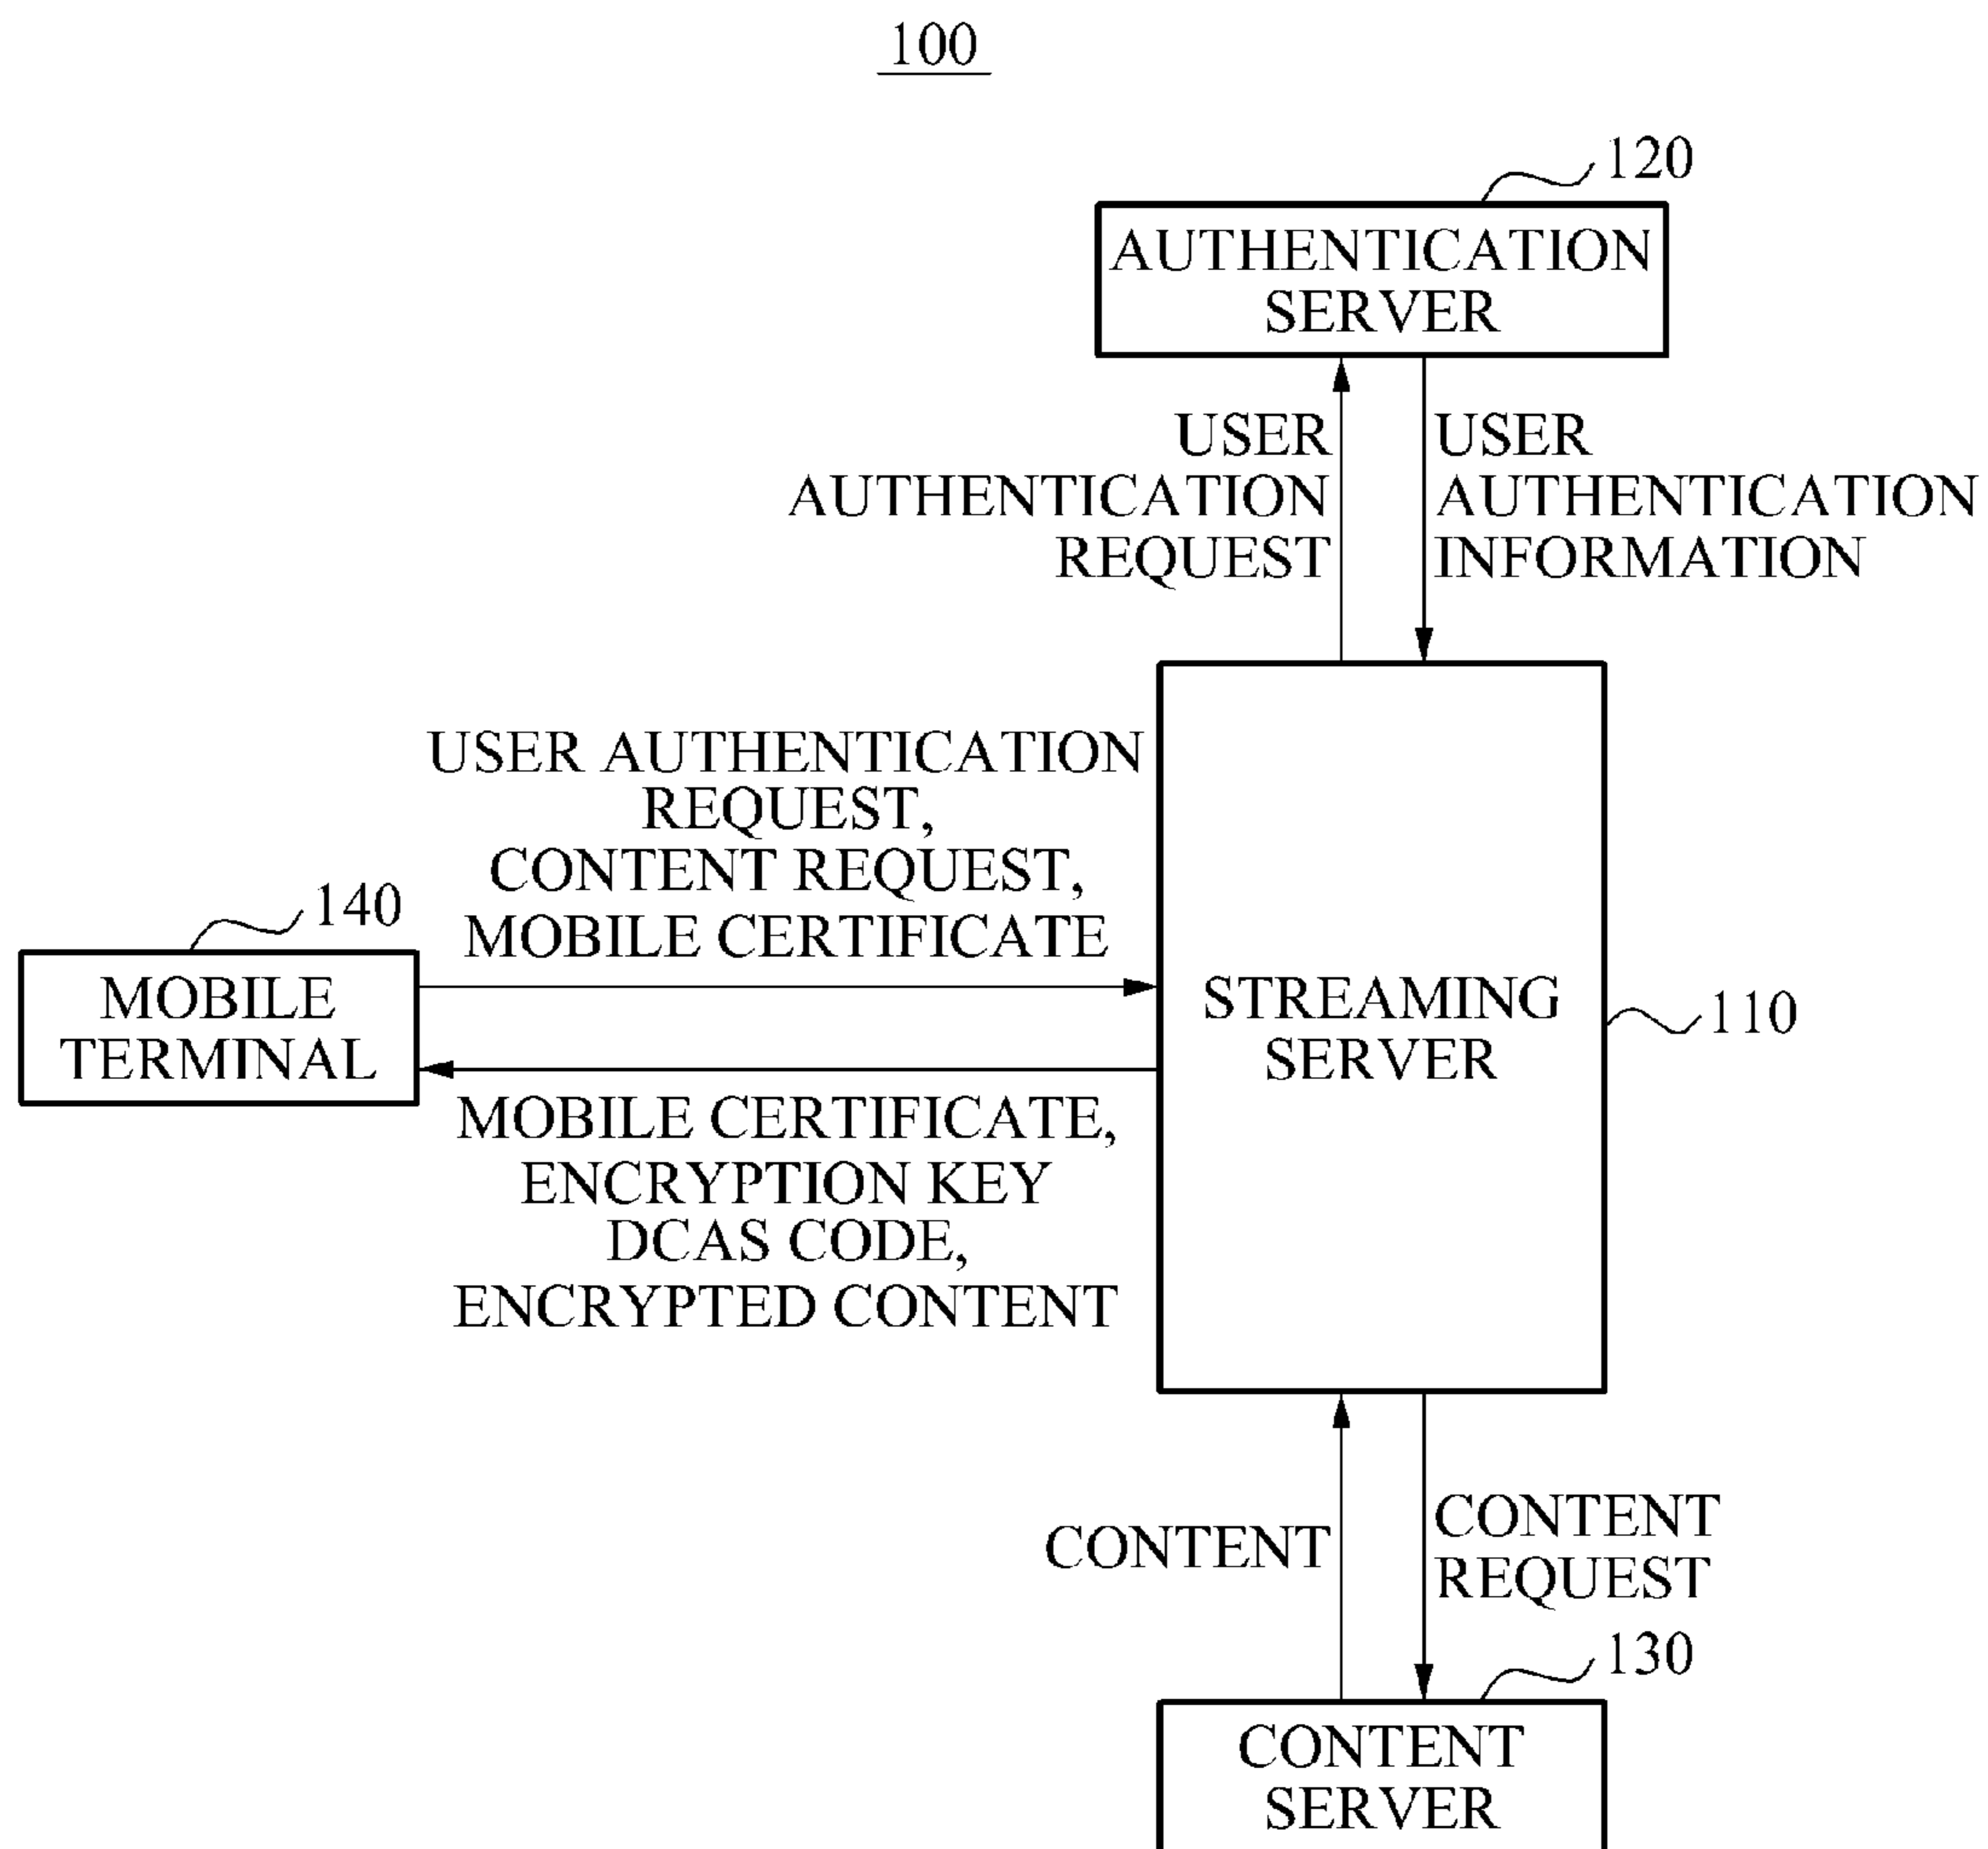 100
120
AUTHENTICATION
SERVER
USER
AUTHENTICATION
REQUEST
USER
AUTHENTICATION
INFORMATION
USER AUTHENTICATION
REQUEST,
CONTENT REQUEST,
MOBILE CERTIFICATE
140
MOBILE
TERMINAL
STREAMING
SERVER
110
MOBILE CERTIFICATE,
ENCRYPTION KEY
DCAS CODE,
ENCRYPTED CONTENT
CONTENT
CONTENT
REQUEST
130
CONTENT
SERVER